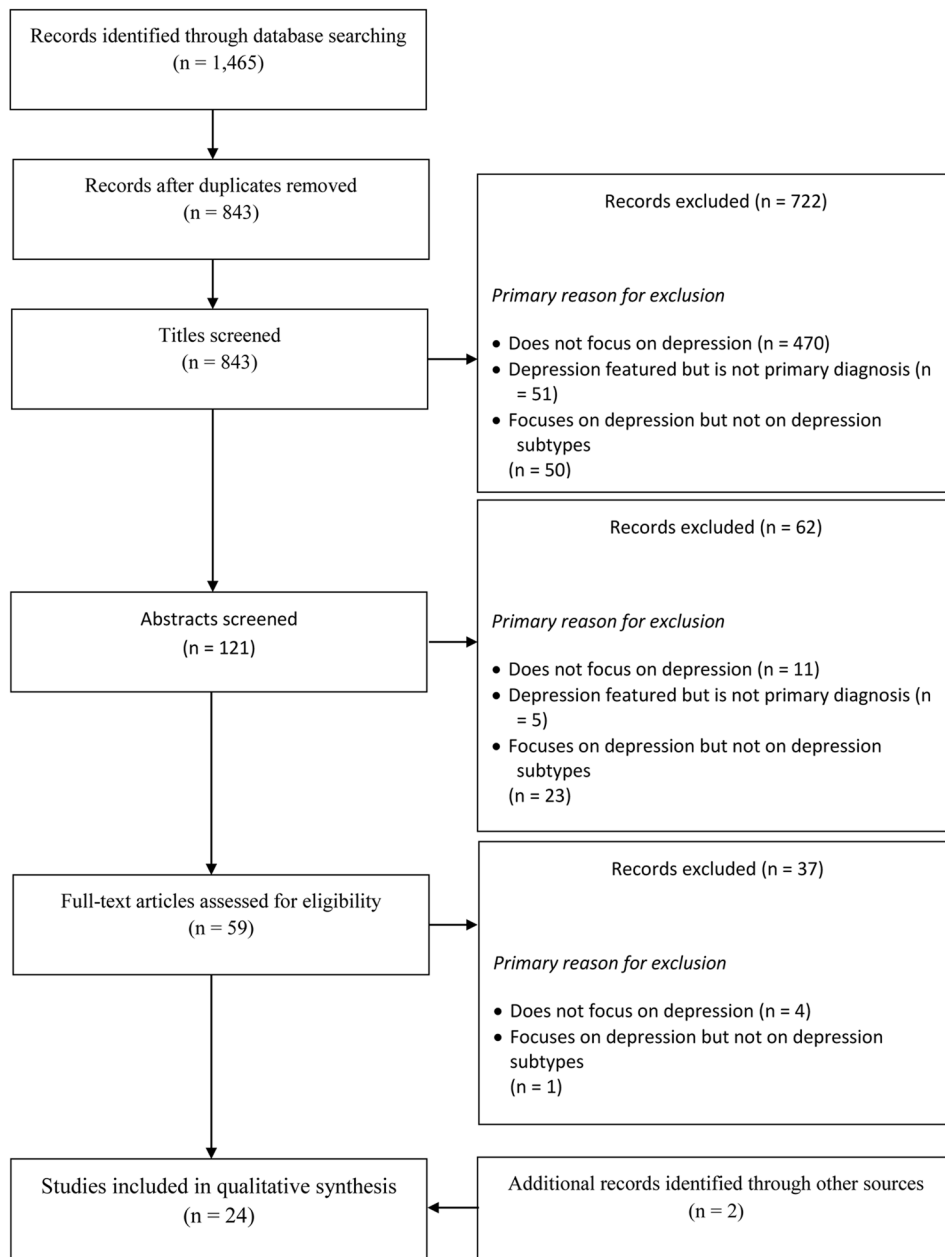 Records identified through database searching
(n = 1,465)
Records after duplicates removed
(n = 843)
Records excluded (n = 722)
Primary reason for exclusion
• Does not focus on depression (n = 470)
• Depression featured but is not primary diagnosis (n
= 51)
• Focuses on depression but not on depression
subtypes
(n = 50)
Titles screened
(n = 843)
Records excluded (n = 62)
Primary reason for exclusion
• Does not focus on depression (n = 11)
• Depression featured but is not primary diagnosis (n
= 5)
• Focuses on depression but not on depression
subtypes
(n = 23)
Abstracts screened
(n = 121)
Records excluded (n = 37)
Primary reason for exclusion
• Does not focus on depression (n = 4)
• Focuses on depression but not on depression
subtypes
(n = 1)
Full-text articles assessed for eligibility
(n = 59)
Studies included in qualitative synthesis
(n = 24)
Additional records identified through other sources
(n = 2)